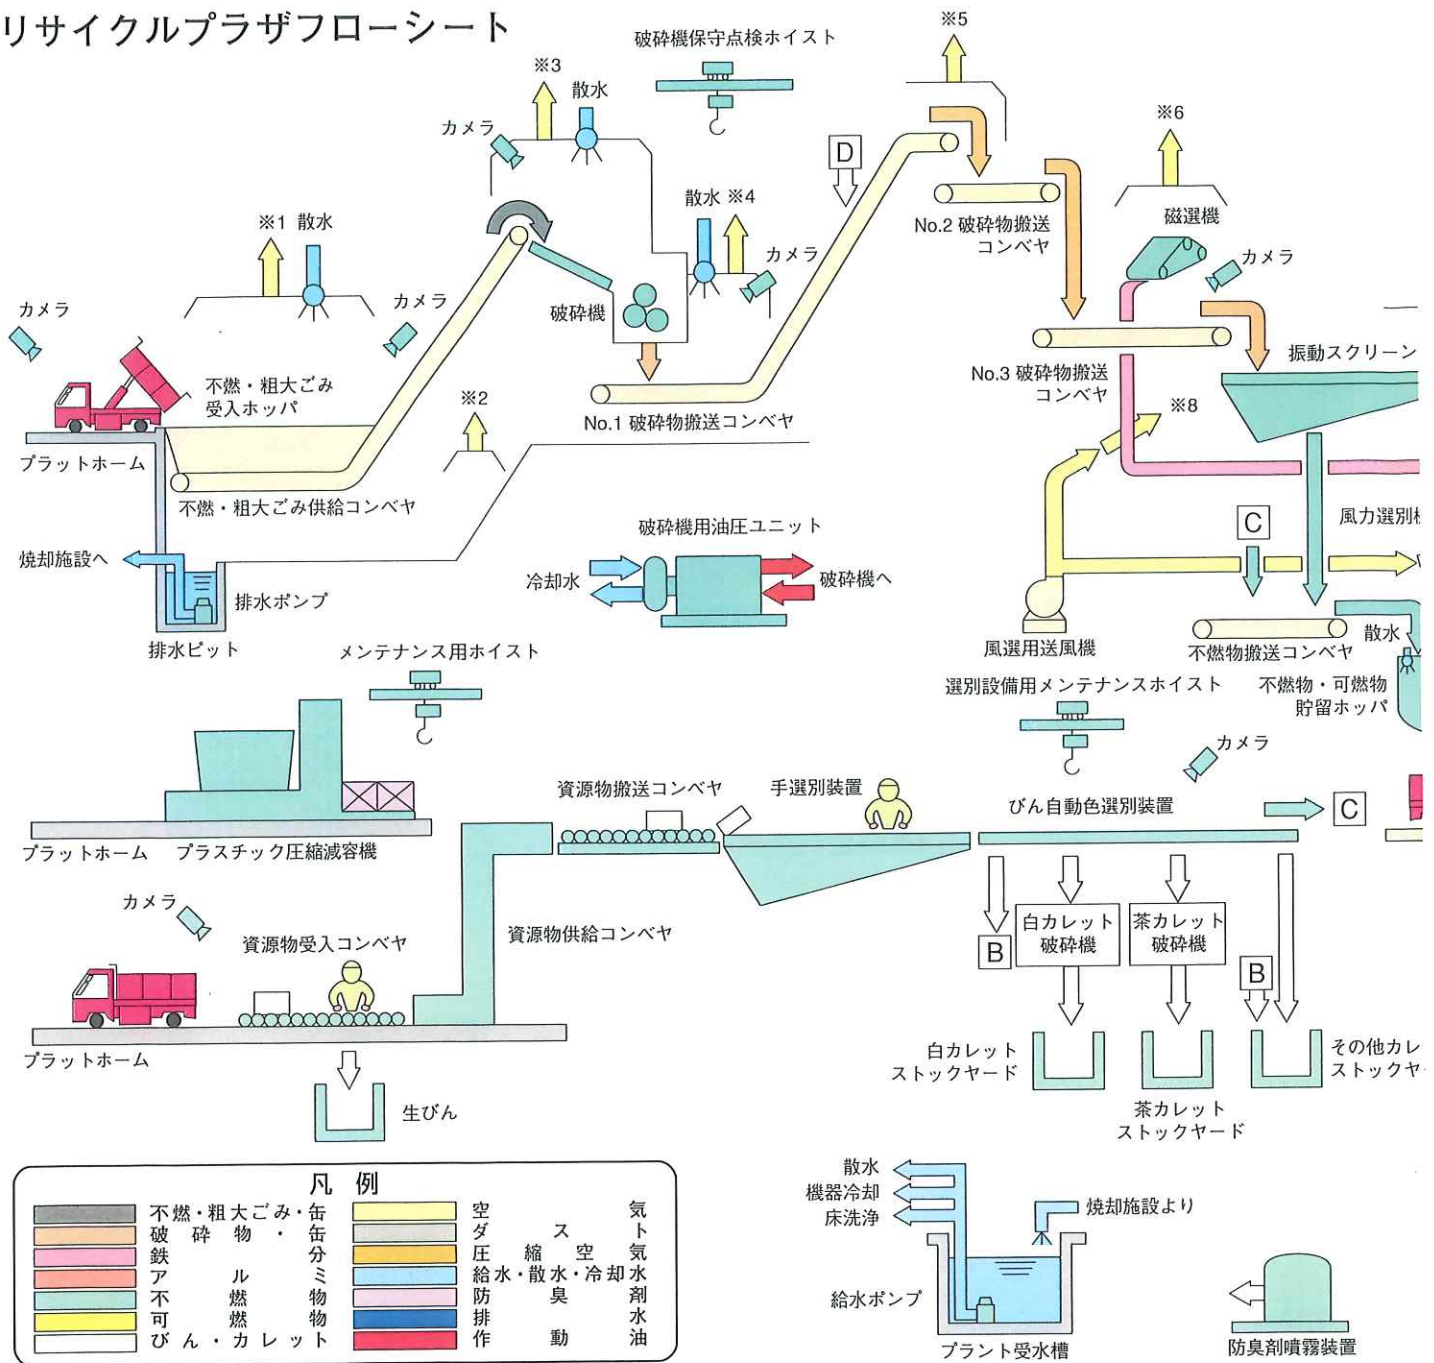 リサイクルプラザフローシート
※5
破砕機保守点検ホイスト
※3
散水
カメラ
D
※6
※1 散水
散水 ※4
カメラ
No.2 破砕物搬送
コンベヤ
磁選機
カメラ
カメラ
カメラ
破砕機
不燃・粗大ごみ
受入ホッパ
※2
No.1 破砕物搬送コンベヤ
No.3 破砕物搬送
コンベヤ
振動スクリーン
※8
プラットホーム
不燃・粗大ごみ供給コンベヤ
破砕機用油圧ユニット
C
風力選別
焼却施設へ
排水ポンプ
冷却水
破砕機へ
排水ピット
風選用送風機
不燃物搬送コンベヤ
散水
メンテナンス用ホイスト
選別設備用メンテナンスホイスト
不燃物・可燃物
貯留ホッパ
カメラ
資源物搬送コンベヤ
手選別装置
びん自動色選別装置
C
プラットホーム
プラスチック圧縮減容機
カメラ
資源物受入コンベヤ
資源物供給コンベヤ
B
白カレット
破砕機
茶カレット
破砕機
B
プラットホーム
生びん
白カレット
ストックヤード
茶カレット
ストックヤード
その他カレ
ストックヤ
凡例
不燃・粗大ごみ・缶
破砕物・缶
鉄分
アルミ
不燃物
可燃物
びん・カレット
空気
ダスト
圧縮空気
給水・散水・冷却水
防臭剤
排水
作動油
散水
機器冷却
床洗浄
焼却施設より
給水ポンプ
プラント受水槽
防臭剤噴霧装置